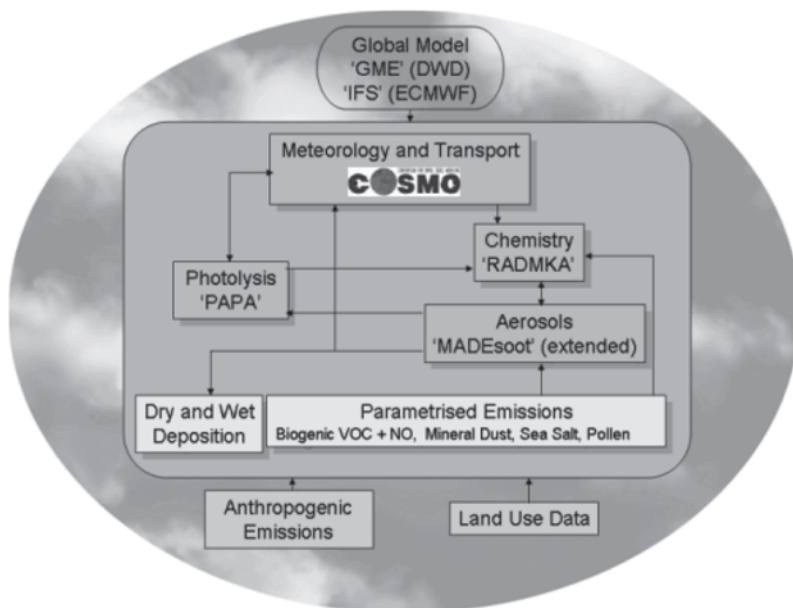 Global Model
‘GME’ (DWD)
‘IFS’ (ECMWF)
Meteorology and Transport
COSMO
Chemistry
‘RADMKA’
Photolysis
‘PAPA’
Aerosols
‘MADEsoot’ (extended)
Dry and Wet
Deposition
Parametrised Emissions
Biogenic VOC + NO, Mineral Dust, Sea Salt, Pollen
Anthropogenic
Emissions
Land Use Data